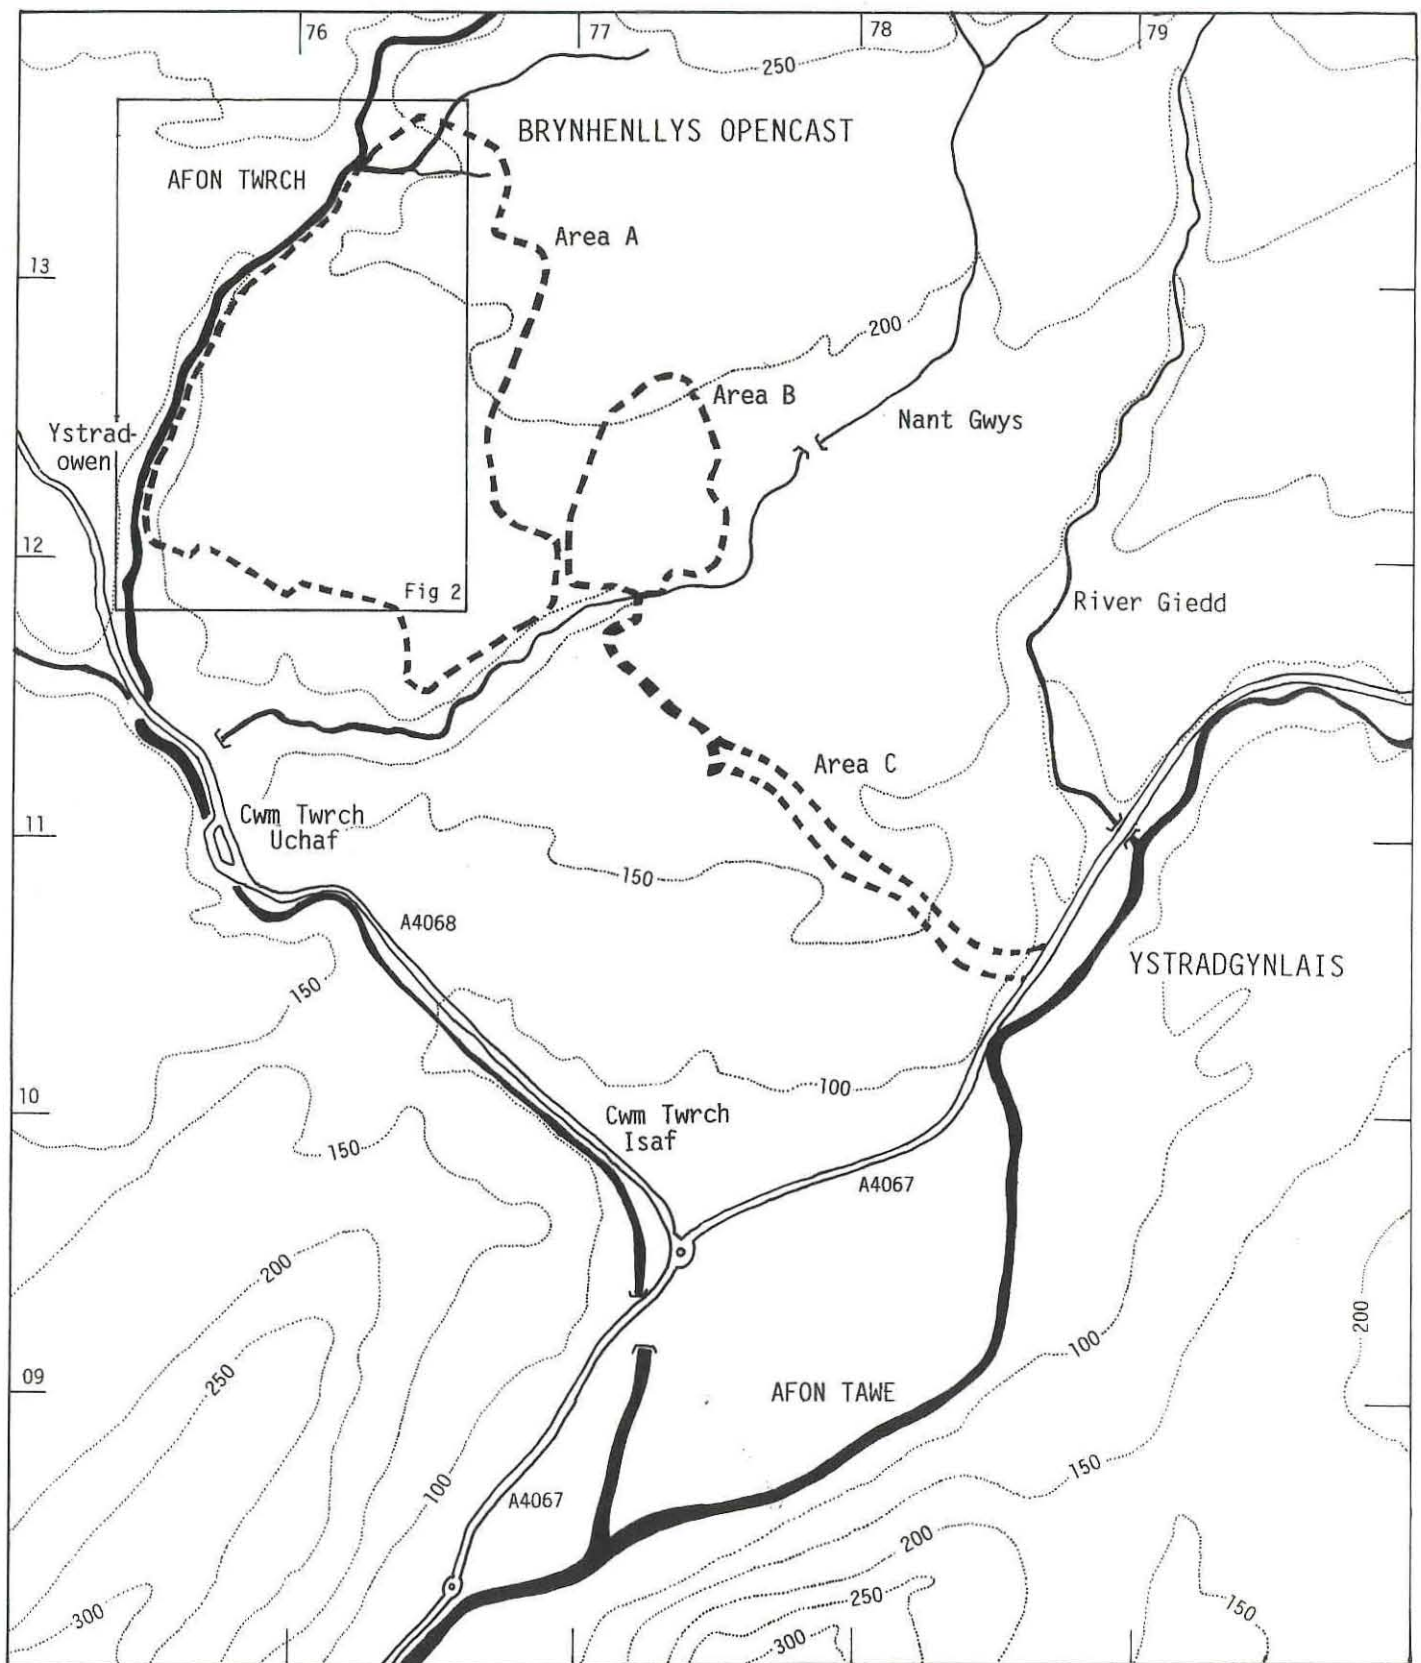 76
77
78
79
250
BRYNHENLLYS OPENCAST
AFON TWRCH
Area A
13
200
Area B
Nant Gwys
Ystrad-
owen
12
Fig 2
River Giedd
Area C
Cwm Twrch
Uchaf
11
150
A4068
YSTRADGYNLAIS
150
100
10
Cwm Twrch
Isaf
150
A4067
200
200
100
250
09
AFON TAWE
150
100
A4067
200
250
150
300
300